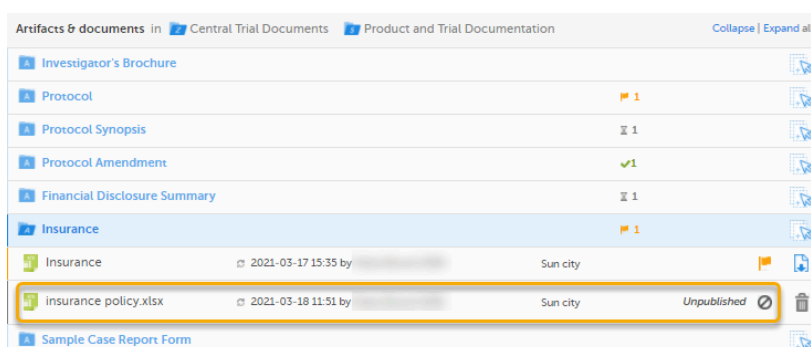 Artifacts & documents in Z Central Trial Documents S Product and Trial Documentation Collapse | Expand all
A Investigator's Brochure
A Protocol 1
A Protocol Synopsis 1
A Protocol Amendment 1
A Financial Disclosure Summary 1
A Insurance 1
Insurance 2021-03-17 15:35 by Sun city
insurance policy.xlsx 2021-03-18 11:51 by Sun city Unpublished
A Sample Case Report Form